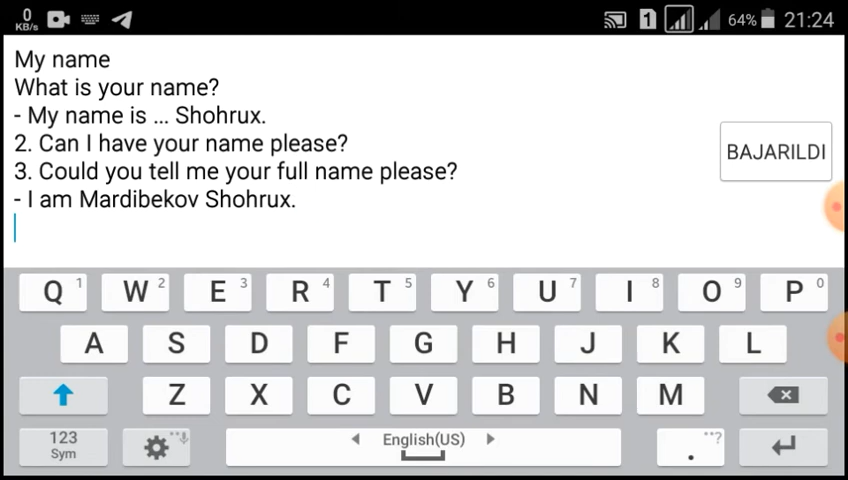 0 KB/s 1 64% 21:24
My name
What is your name?
- My name is ... Shohrux.
2. Can I have your name please?
3. Could you tell me your full name please?
- I am Mardibekov Shohrux.
BAJARILDI
Q 1 W 2 E 3 R 4 T 5 Y 6 U 7 I 8 O 9 P 0
A S D F G H J K L
Z X C V B N M
123 Sym English(US) . ,,?